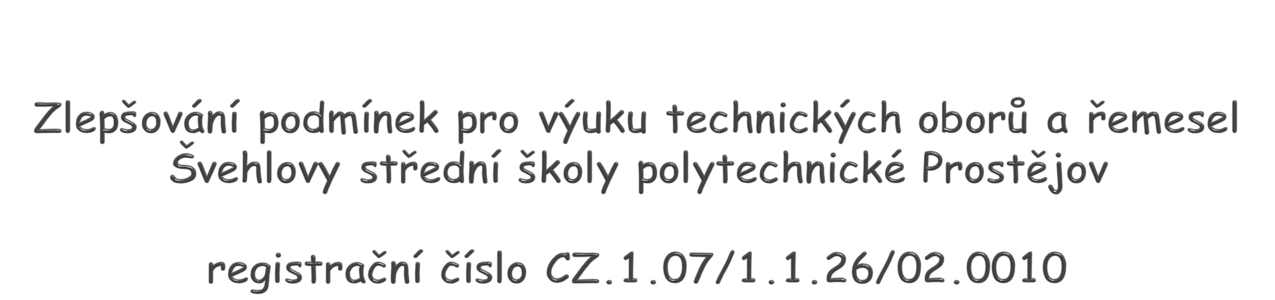 Zlepšování podmínek pro výuku technických oborů a řemesel
Švehlovy střední školy polytechnické Prostějov
registrační číslo CZ.1.07/1.1.26/02.0010